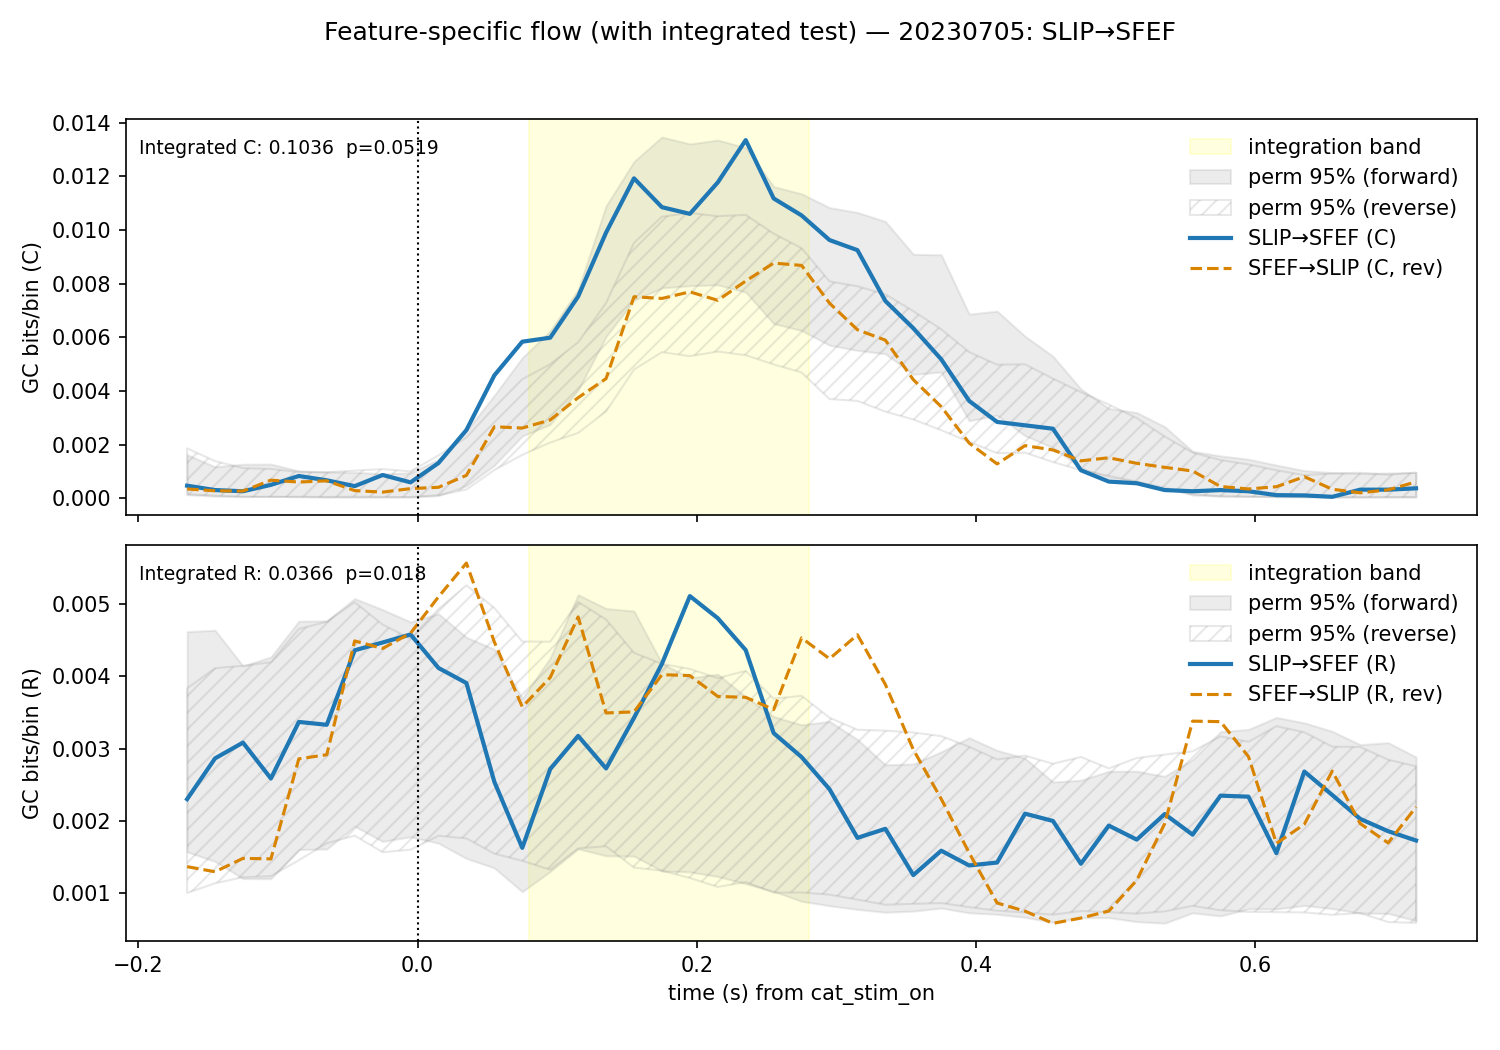 Feature-specific flow (with integrated test) — 20230705: SLIP→SFEF
Integrated C: 0.1036  p=0.0519
integration band
perm 95% (forward)
perm 95% (reverse)
SLIP→SFEF (C)
SFEF→SLIP (C, rev)
GC bits/bin (C)
0.014
0.012
0.010
0.008
0.006
0.004
0.002
0.000
Integrated R: 0.0366  p=0.018
integration band
perm 95% (forward)
perm 95% (reverse)
SLIP→SFEF (R)
SFEF→SLIP (R, rev)
GC bits/bin (R)
0.005
0.004
0.003
0.002
0.001
−0.2
0.0
0.2
0.4
0.6
time (s) from cat_stim_on